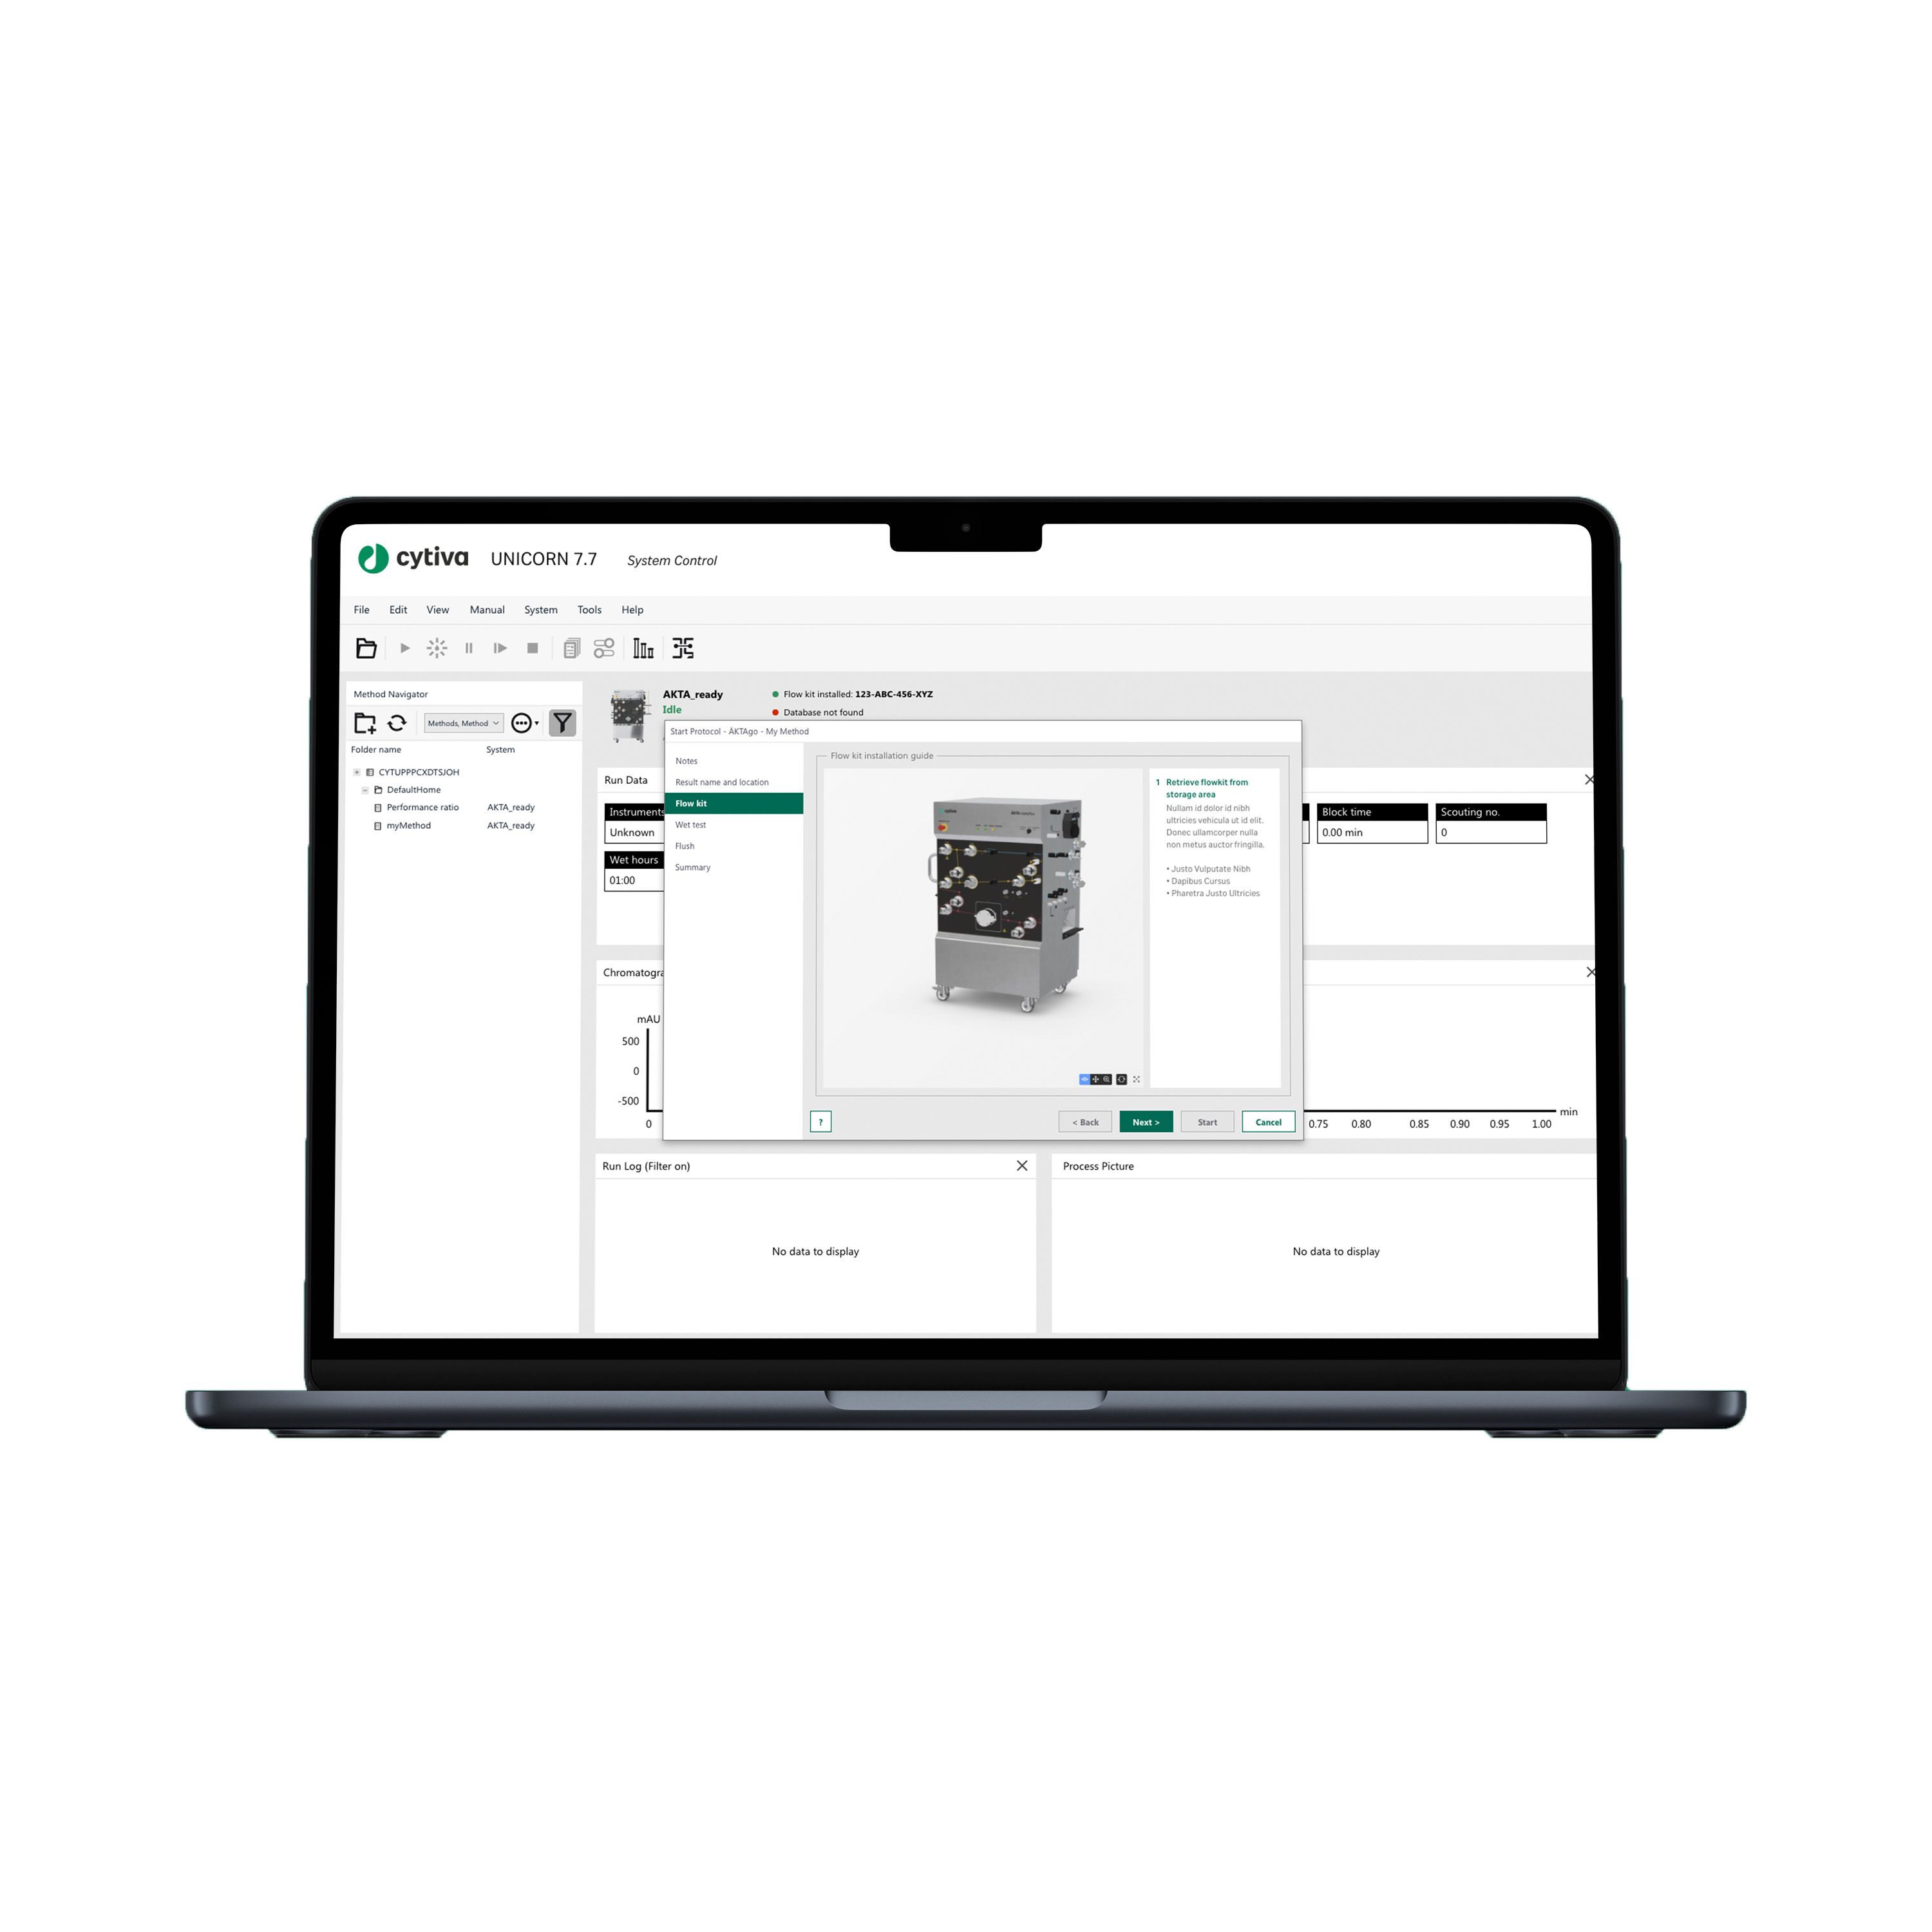 cytiva UNICORN 7.7 System Control
File Edit View Manual System Tools Help
Method Navigator
Methods, Method
Folder name System
CYTUPPPCXDTSJOH
DefaultHome
Performance ratio AKTA_ready
myMethod AKTA_ready
AKTA_ready
Idle
Flow kit installed: 123-ABC-456-XYZ
Database not found
Run Data
Instruments
Unknown
Wet hours
01:00
Block time
0.00 min
Scouting no.
0
Start Protocol - ÄKTAgo - My Method
Notes
Result name and location
Flow kit
Wet test
Flush
Summary
Flow kit installation guide
cytiva
1 Retrieve flowkit from
storage area
Nullam id dolor id nibh
ultricies vehicula ut id elit.
Donec ullamcorper nulla
non metus auctor fringilla.
• Justo Vulputate Nibh
• Dapibus Cursus
• Pharetra Justo Ultricies
? < Back Next > Start Cancel
Chromatogra
mAU
500
0
-500
0 0.75 0.80 0.85 0.90 0.95 1.00
min
Run Log (Filter on)
No data to display
Process Picture
No data to display